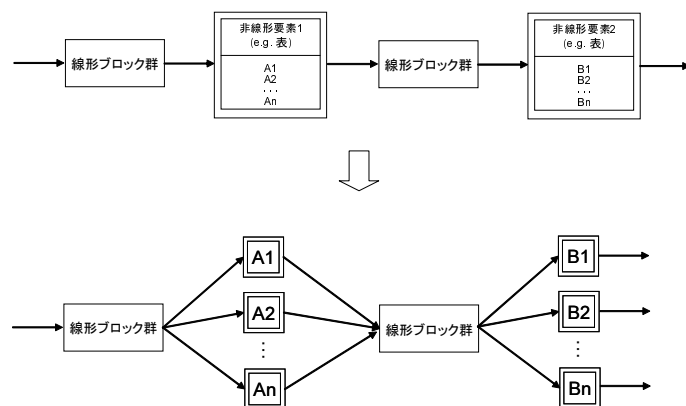 非線形要素1
(e.g. 表)
線形ブロック群
A1
A2
...
An
線形ブロック群
非線形要素2
(e.g. 表)
B1
B2
...
Bn
A1
A2
⋮
An
線形ブロック群
線形ブロック群
B1
B2
⋮
Bn